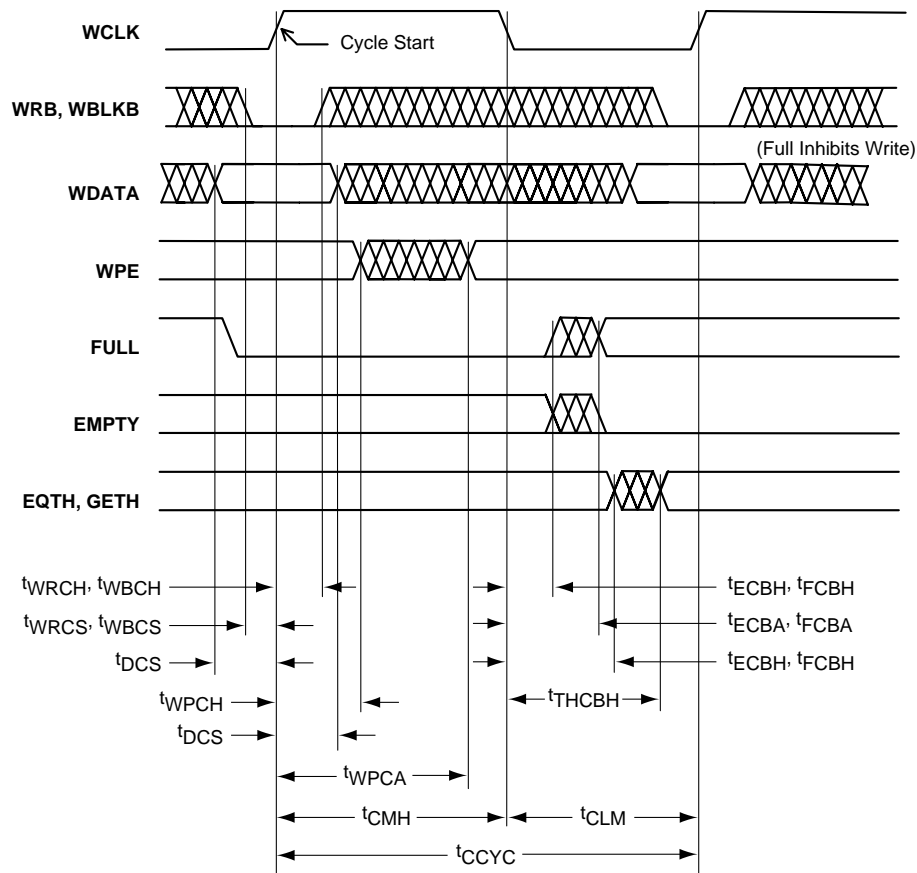 WCLK
Cycle Start
WRB, WBLKB
(Full Inhibits Write)
WDATA
WPE
FULL
EMPTY
EQTH, GETH
tWRCH, tWBCH
tECBH, tFCBH
tWRCS, tWBCS
tECBA, tFCBA
tDCS
tECBH, tFCBH
tWPCH
tTHCBH
tDCS
tWPCA
tCMH
tCLM
tCCYC